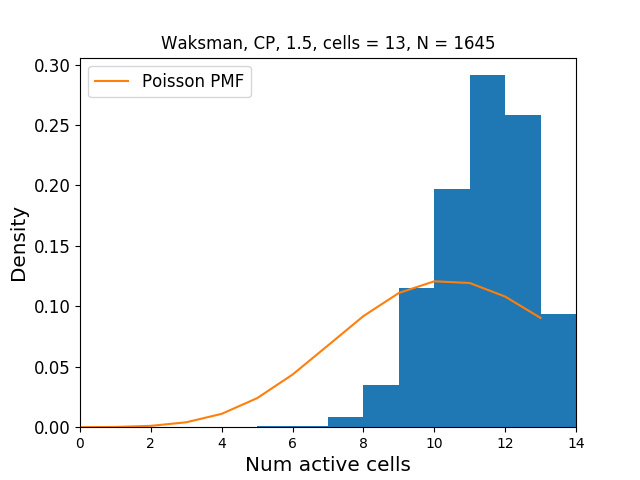 Waksman, CP, 1.5, cells = 13, N = 1645
Poisson PMF
0.30
0.25
0.20
0.15
0.10
0.05
0.00
Density
0 2 4 6 8 10 12 14
Num active cells